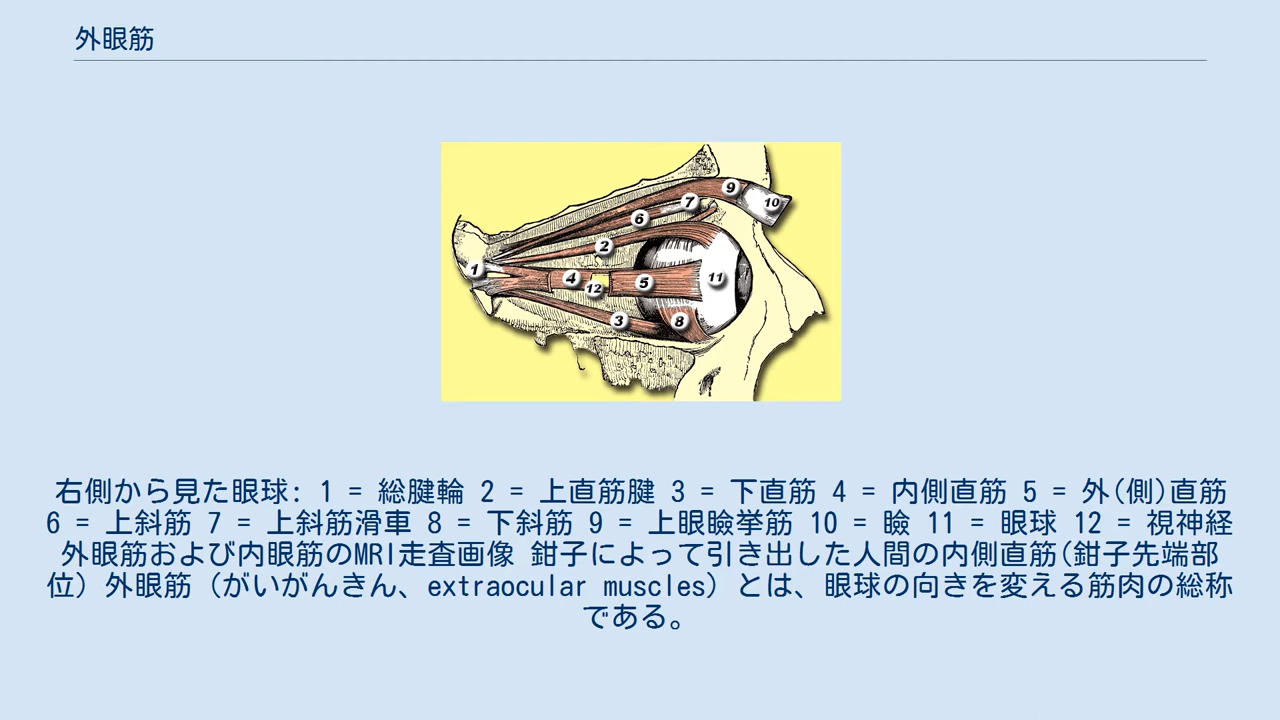 外眼筋
9
10
7
6
2
1
4
12
5
11
3
8
右側から見た眼球: 1 = 総腱輪 2 = 上直筋腱 3 = 下直筋 4 = 内側直筋 5 = 外(側)直筋
6 = 上斜筋 7 = 上斜筋滑車 8 = 下斜筋 9 = 上眼瞼挙筋 10 = 瞼 11 = 眼球 12 = 視神経
外眼筋および内眼筋のMRI走査画像 鉗子によって引き出した人間の内側直筋(鉗子先端部
位) 外眼筋（がいがんきん、extraocular muscles）とは、眼球の向きを変える筋肉の総称
である。